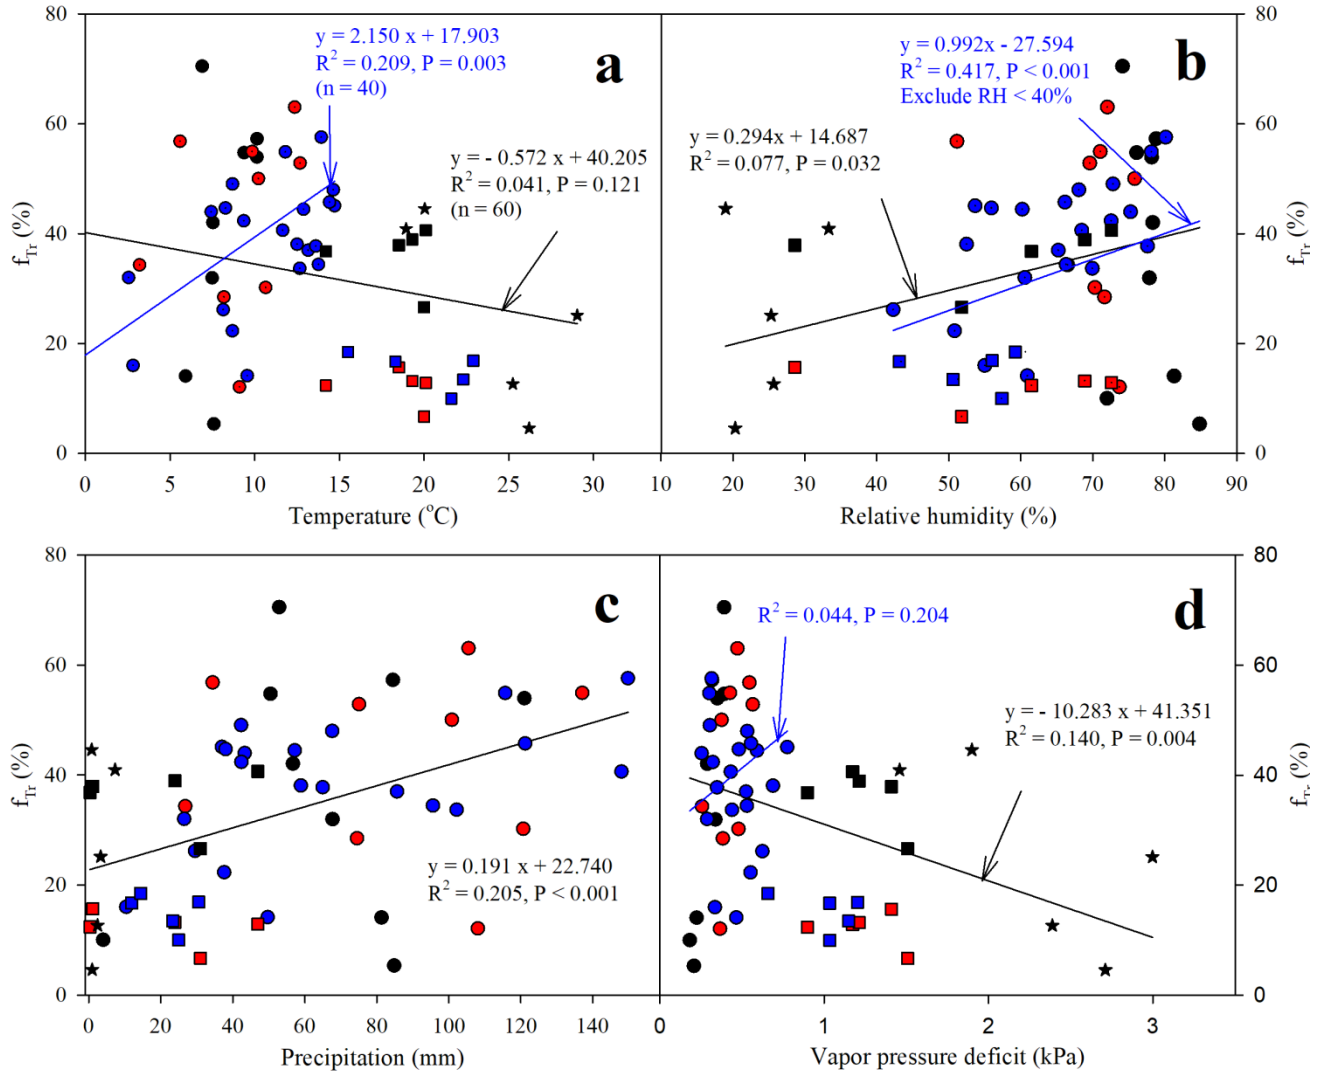 80
60
40
20
0
f_Tr (%)
y = 2.150 x + 17.903
R² = 0.209, P = 0.003
(n = 40)
a
y = - 0.572 x + 40.205
R² = 0.041, P = 0.121
(n = 60)
0 5 10 15 20 25 30
Temperature (°C)
y = 0.992x - 27.594
R² = 0.417, P < 0.001
Exclude RH < 40%
b
y = 0.294x + 14.687
R² = 0.077, P = 0.032
80
60
40
20
0
f_Tr (%)
10 20 30 40 50 60 70 80 90
Relative humidity (%)
80
60
40
20
0
f_Tr (%)
c
y = 0.191 x + 22.740
R² = 0.205, P < 0.001
0 20 40 60 80 100 120 140
Precipitation (mm)
R² = 0.044, P = 0.204
d
y = - 10.283 x + 41.351
R² = 0.140, P = 0.004
80
60
40
20
0
f_Tr (%)
0 1 2 3
Vapor pressure deficit (kPa)